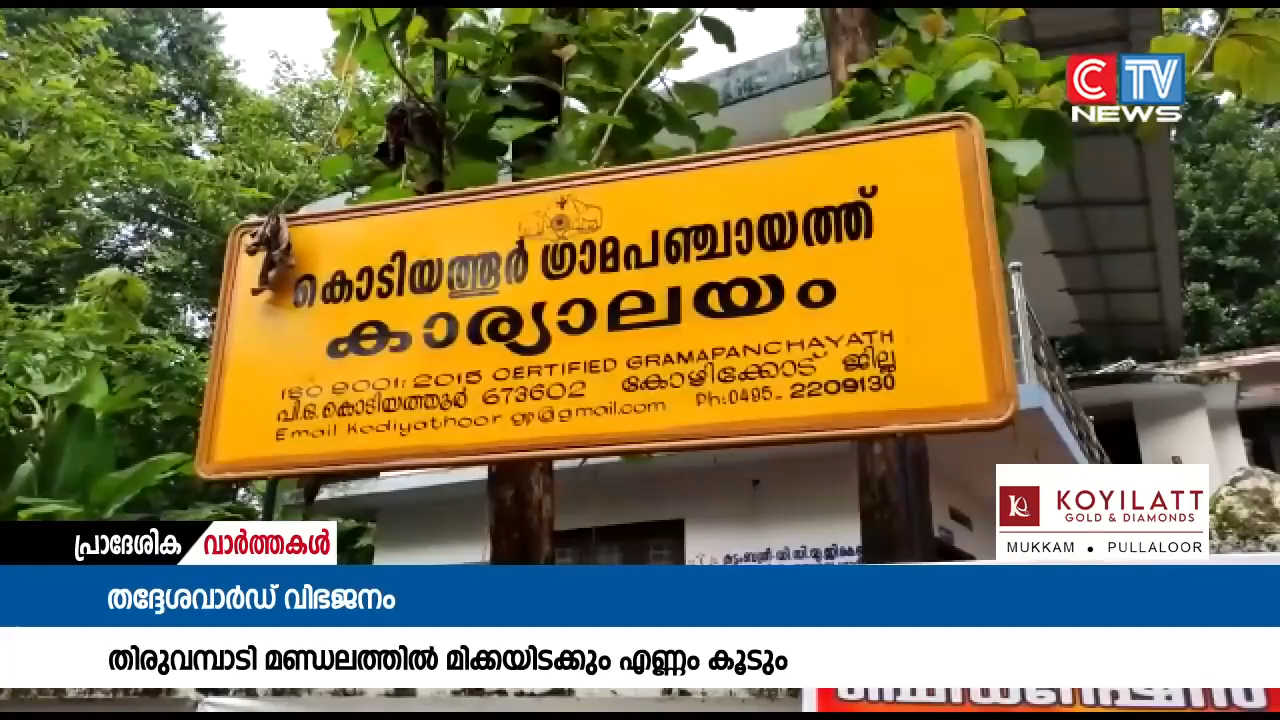 CTV
NEWS
കൊടിയത്തൂർ ഗ്രാമപഞ്ചായത്ത്
കാര്യാലയം
ISO 9001:2015 CERTIFIED GRAMAPANCHAYATH
പി.ഒ.കൊടിയത്തൂർ 673602 കോഴിക്കോട് ജില്ല
Email Kodiyathoor gp@gmail.com Ph:0495-2209130
KOYILATT
GOLD & DIAMONDS
MUKKAM • PULLALOOR
പ്രാദേശിക വാർത്തകൾ
തദ്ദേശവാർഡ് വിഭജനം
തിരുവമ്പാടി മണ്ഡലത്തിൽ മിക്കയിടക്കും എണ്ണം കൂടും